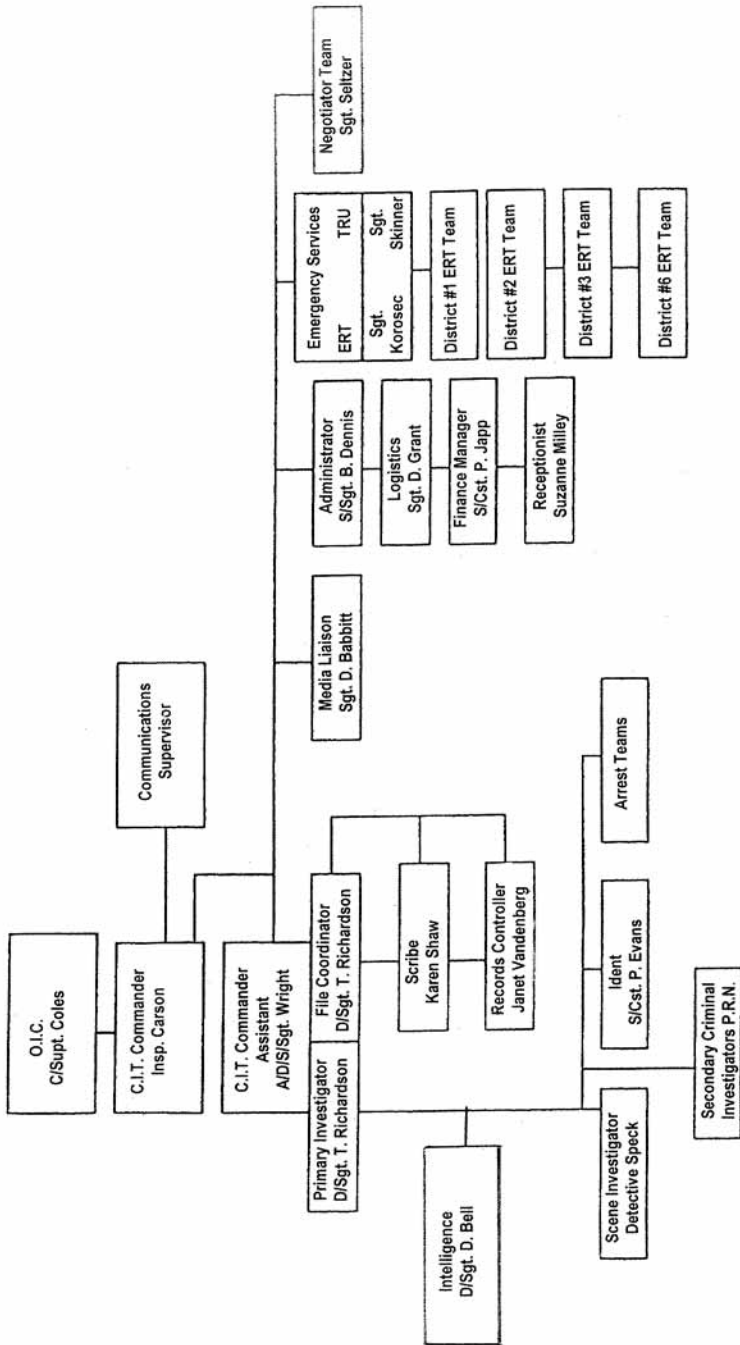 O.I.C.
C/Supt. Coles
C.I.T. Commander
Insp. Carson
Communications
Supervisor
C.I.T. Commander
Assistant
A/D/S/Sgt. Wright
Primary Investigator
D/Sgt. T. Richardson
File Coordinator
D/Sgt. T. Richardson
Scribe
Karen Shaw
Records Controller
Janet Vandenberg
Intelligence
D/Sgt. D. Bell
Scene Investigator
Detective Speck
Ident
S/Cst. P. Evans
Arrest Teams
Secondary Criminal
Investigators P.R.N.
Media Liaison
Sgt. D. Babbitt
Administrator
S/Sgt. B. Dennis
Logistics
Sgt. D. Grant
Finance Manager
S/Cst. P. Japp
Receptionist
Suzanne Milley
Emergency Services
ERT TRU
Sgt. Sgt.
Korosec Skinner
District #1 ERT Team
District #2 ERT Team
District #3 ERT Team
District #6 ERT Team
Negotiator Team
Sgt. Seltzer